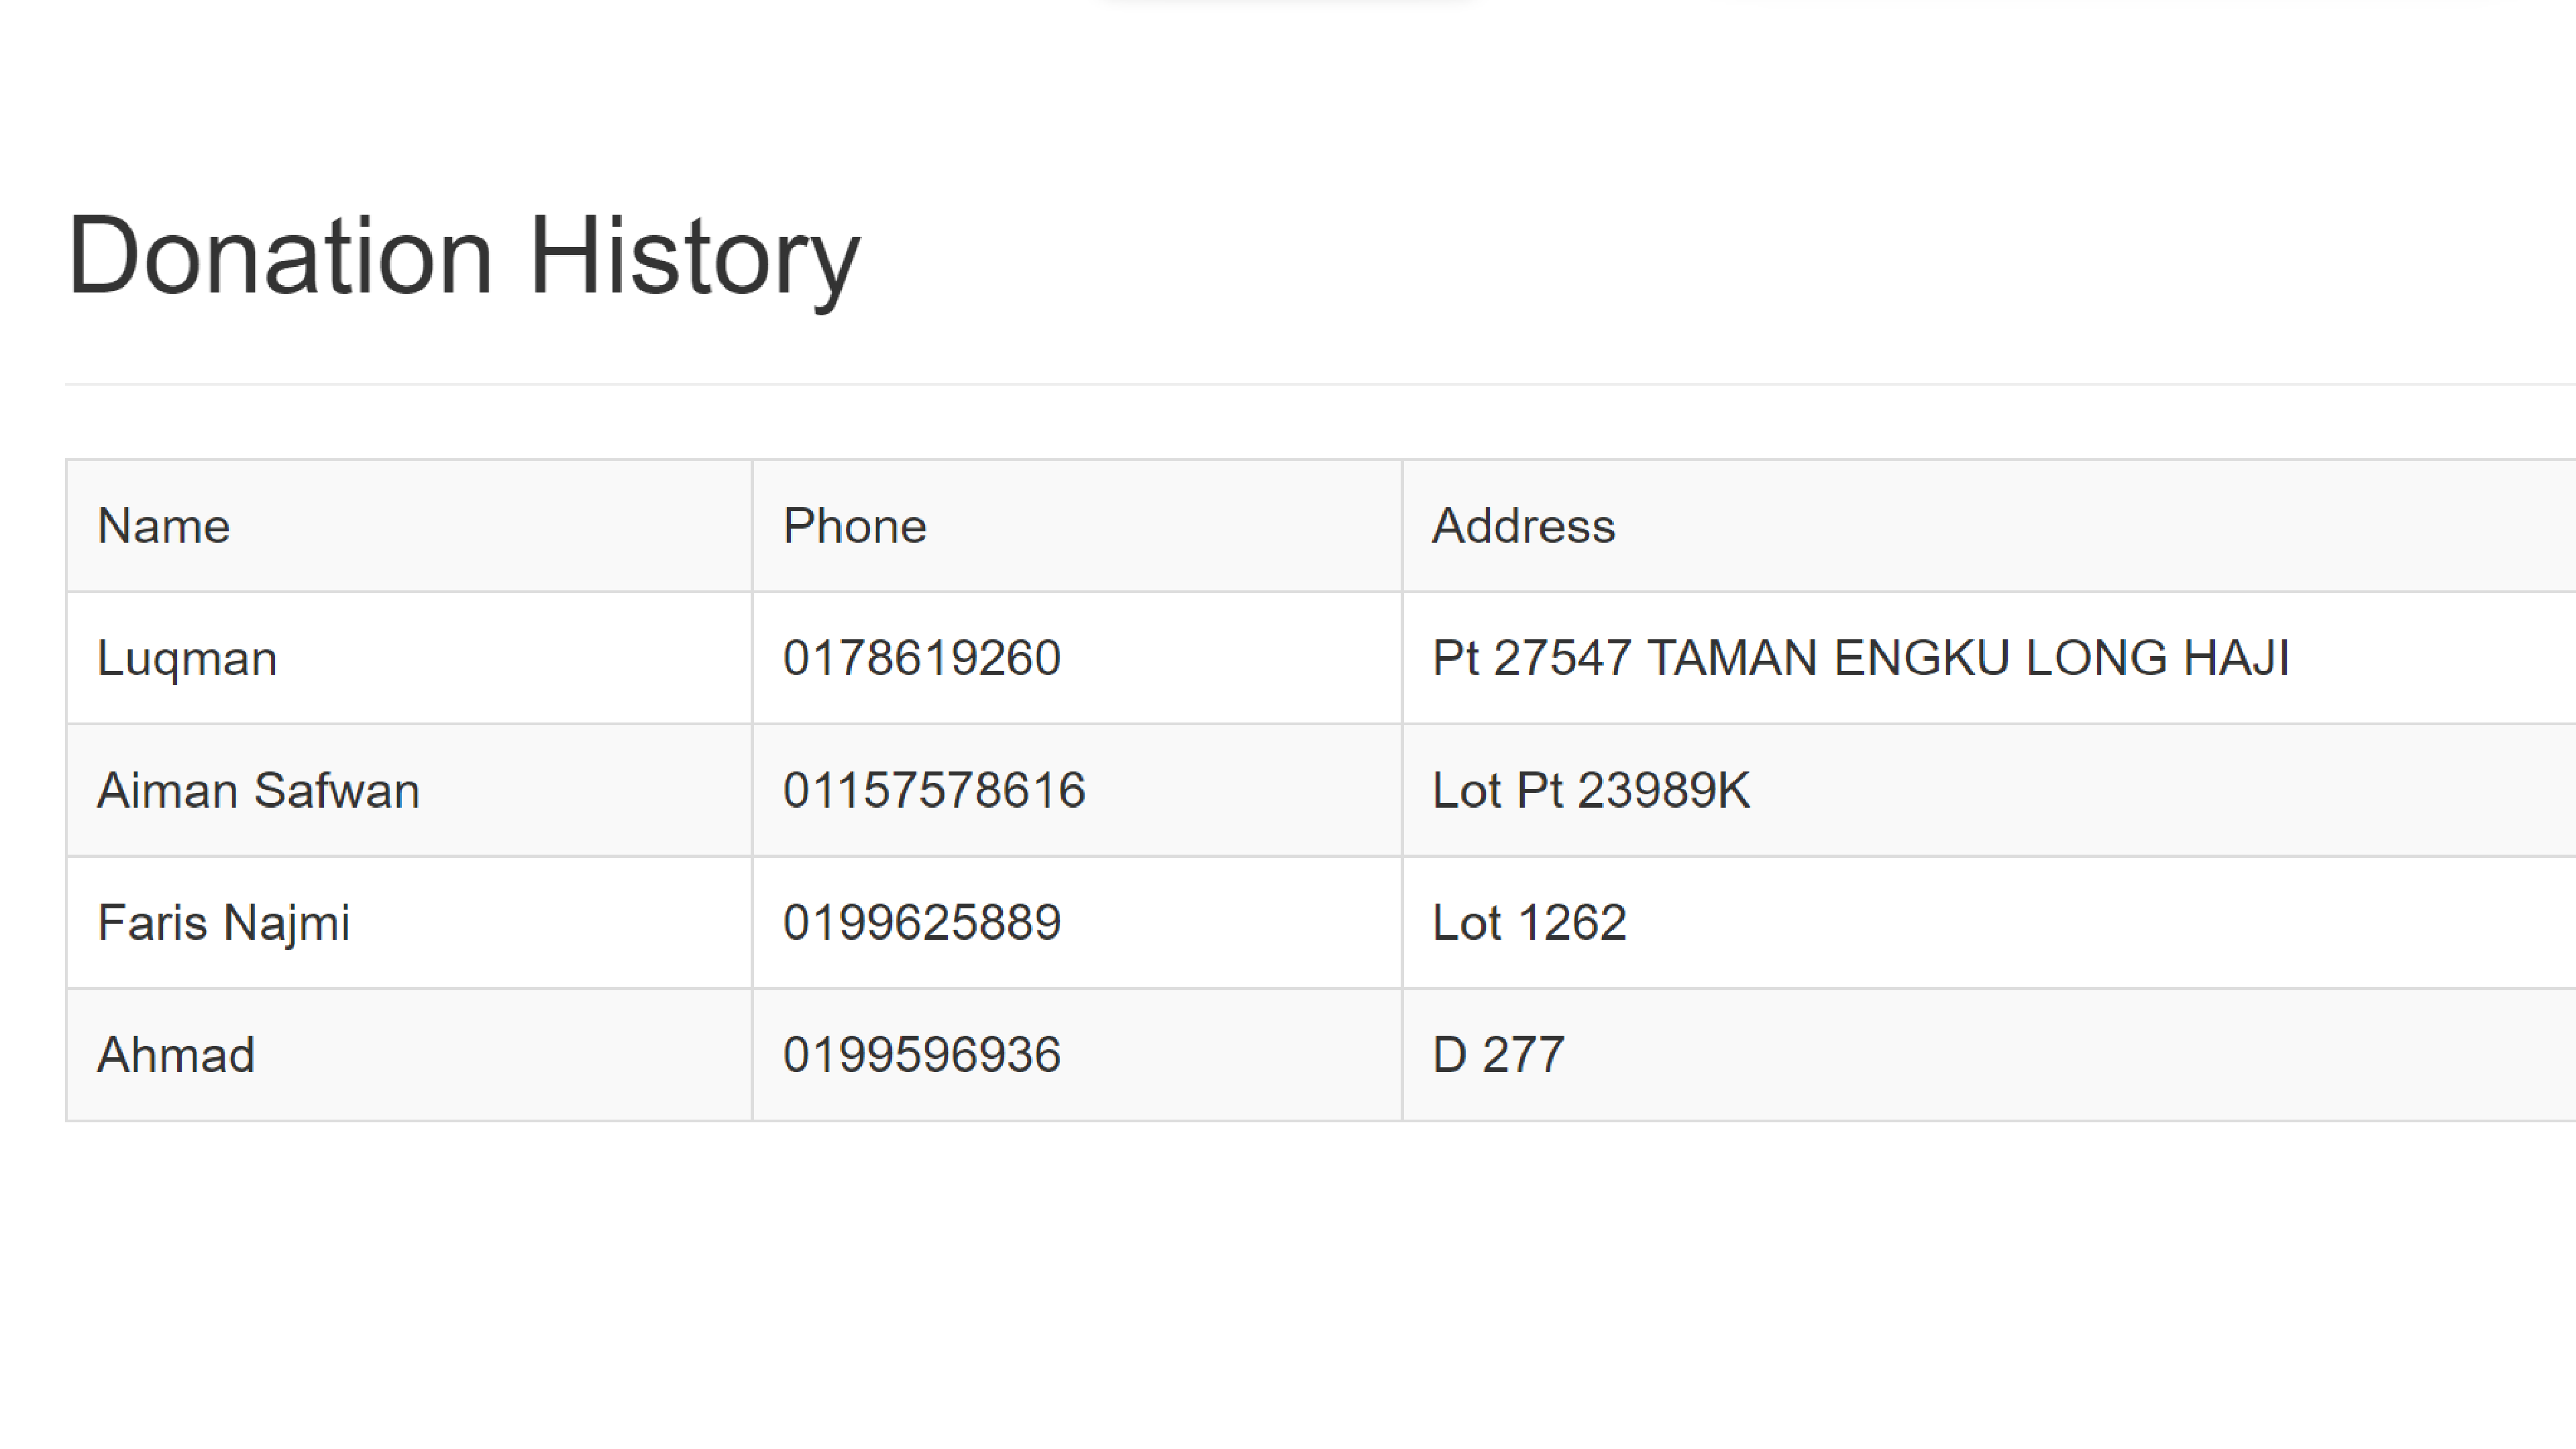 Donation History
Name Phone Address
Luqman 0178619260 Pt 27547 TAMAN ENGKU LONG HAJI
Aiman Safwan 01157578616 Lot Pt 23989K
Faris Najmi 0199625889 Lot 1262
Ahmad 0199596936 D 277